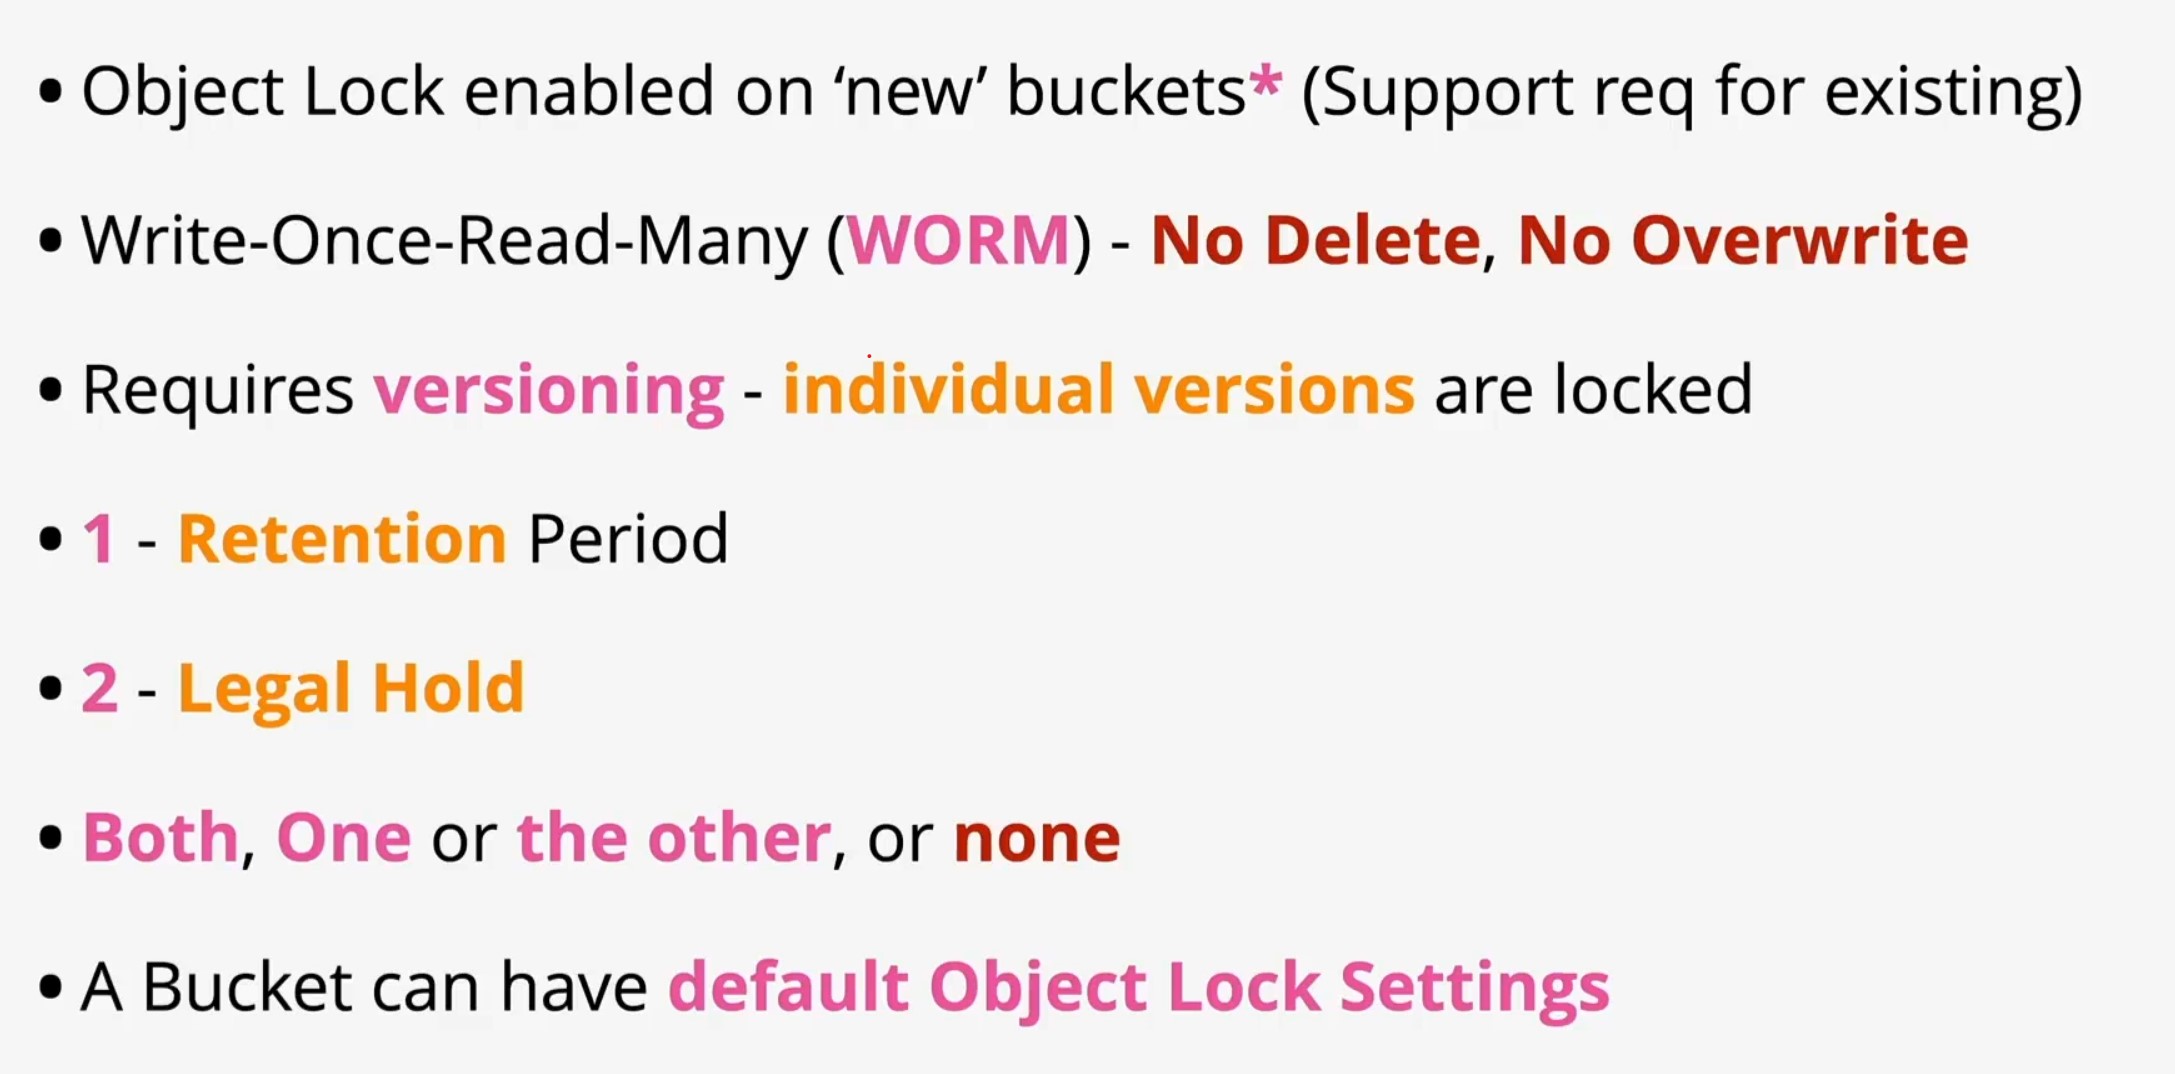 • Object Lock enabled on ‘new’ buckets* (Support req for existing)
• Write-Once-Read-Many (WORM) - No Delete, No Overwrite
• Requires versioning - individual versions are locked
• 1 - Retention Period
• 2 - Legal Hold
• Both, One or the other, or none
• A Bucket can have default Object Lock Settings